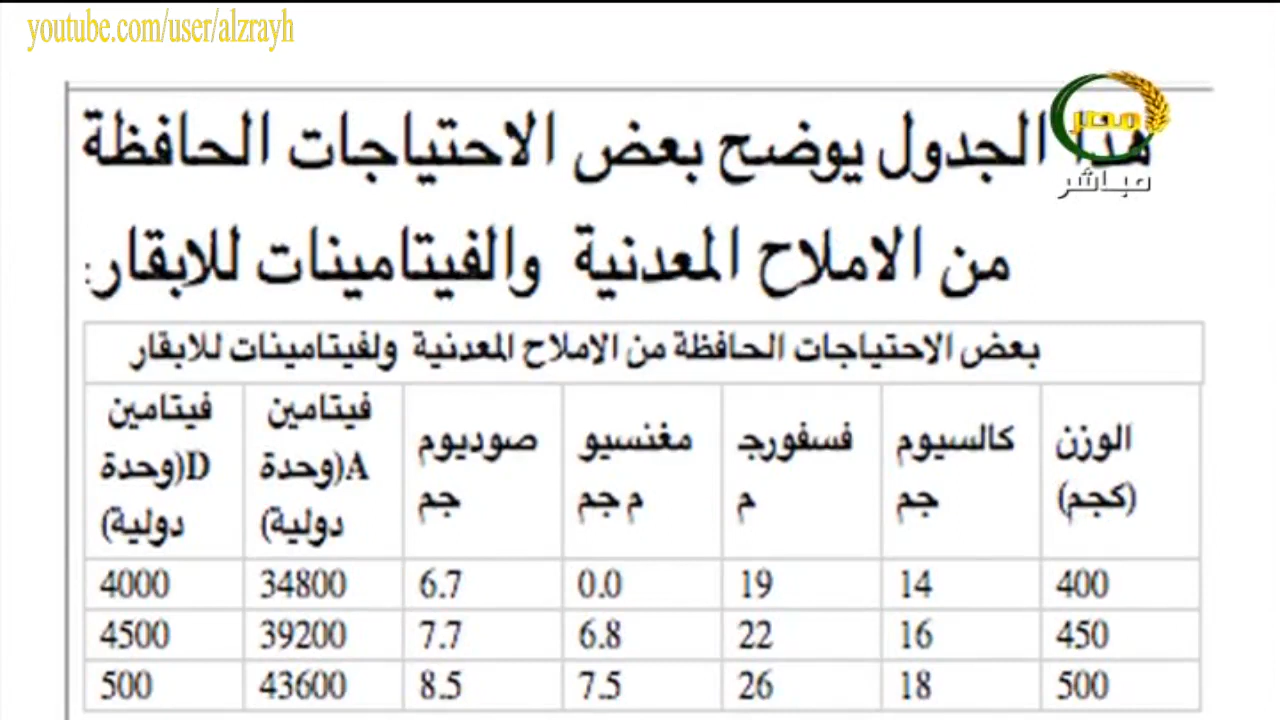 youtube.com/user/alzrayh
مصر
مباشر
هذا الجدول يوضح بعض الاحتياجات الحافظة
من الاملاح المعدنية والفيتامينات للابقار:
بعض الاحتياجات الحافظة من الاملاح المعدنية ولفيتامينات للابقار
الوزن (كجم) كالسيوم جم فسفورج م مغنسيو م جم صوديوم جم فيتامين A(وحدة دولية) فيتامين D(وحدة دولية)
400 14 19 0.0 6.7 34800 4000
450 16 22 6.8 7.7 39200 4500
500 18 26 7.5 8.5 43600 500